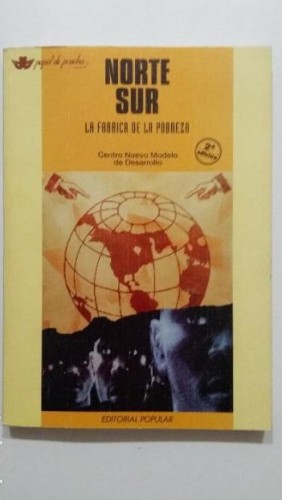 papel de prueba
NORTE
SUR
LA FABRICA DE LA POBREZA
Centro Nuevo Modelo
de Desarrollo
2ª
edición
EDITORIAL POPULAR